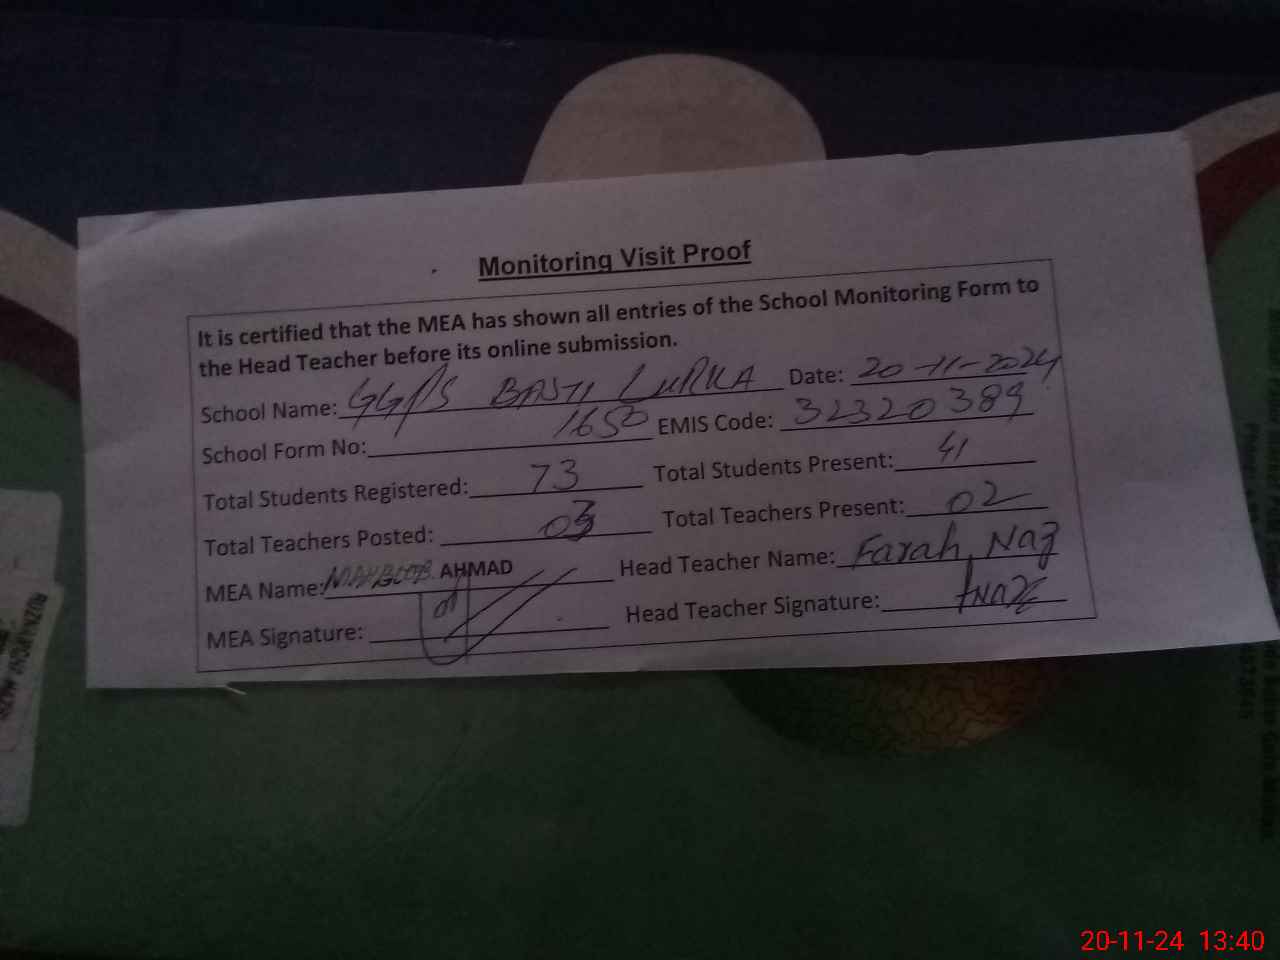 Monitoring Visit Proof
It is certified that the MEA has shown all entries of the School Monitoring Form to
the Head Teacher before its online submission.
School Name: GGPS BASTI LURKA Date: 20-11-2024
School Form No: 1650 EMIS Code: 32320389
Total Students Registered: 73 Total Students Present: 41
Total Teachers Posted: 03 Total Teachers Present: 02
MEA Name: MAHBOOB AHMAD Head Teacher Name: Farah Naz
MEA Signature: Head Teacher Signature: FNaz
20-11-24 13:40